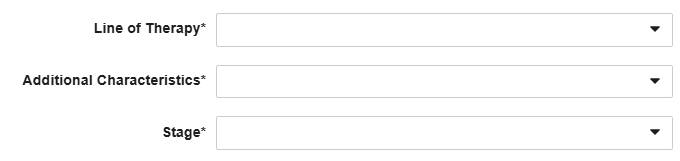 Line of Therapy*
Additional Characteristics*
Stage*